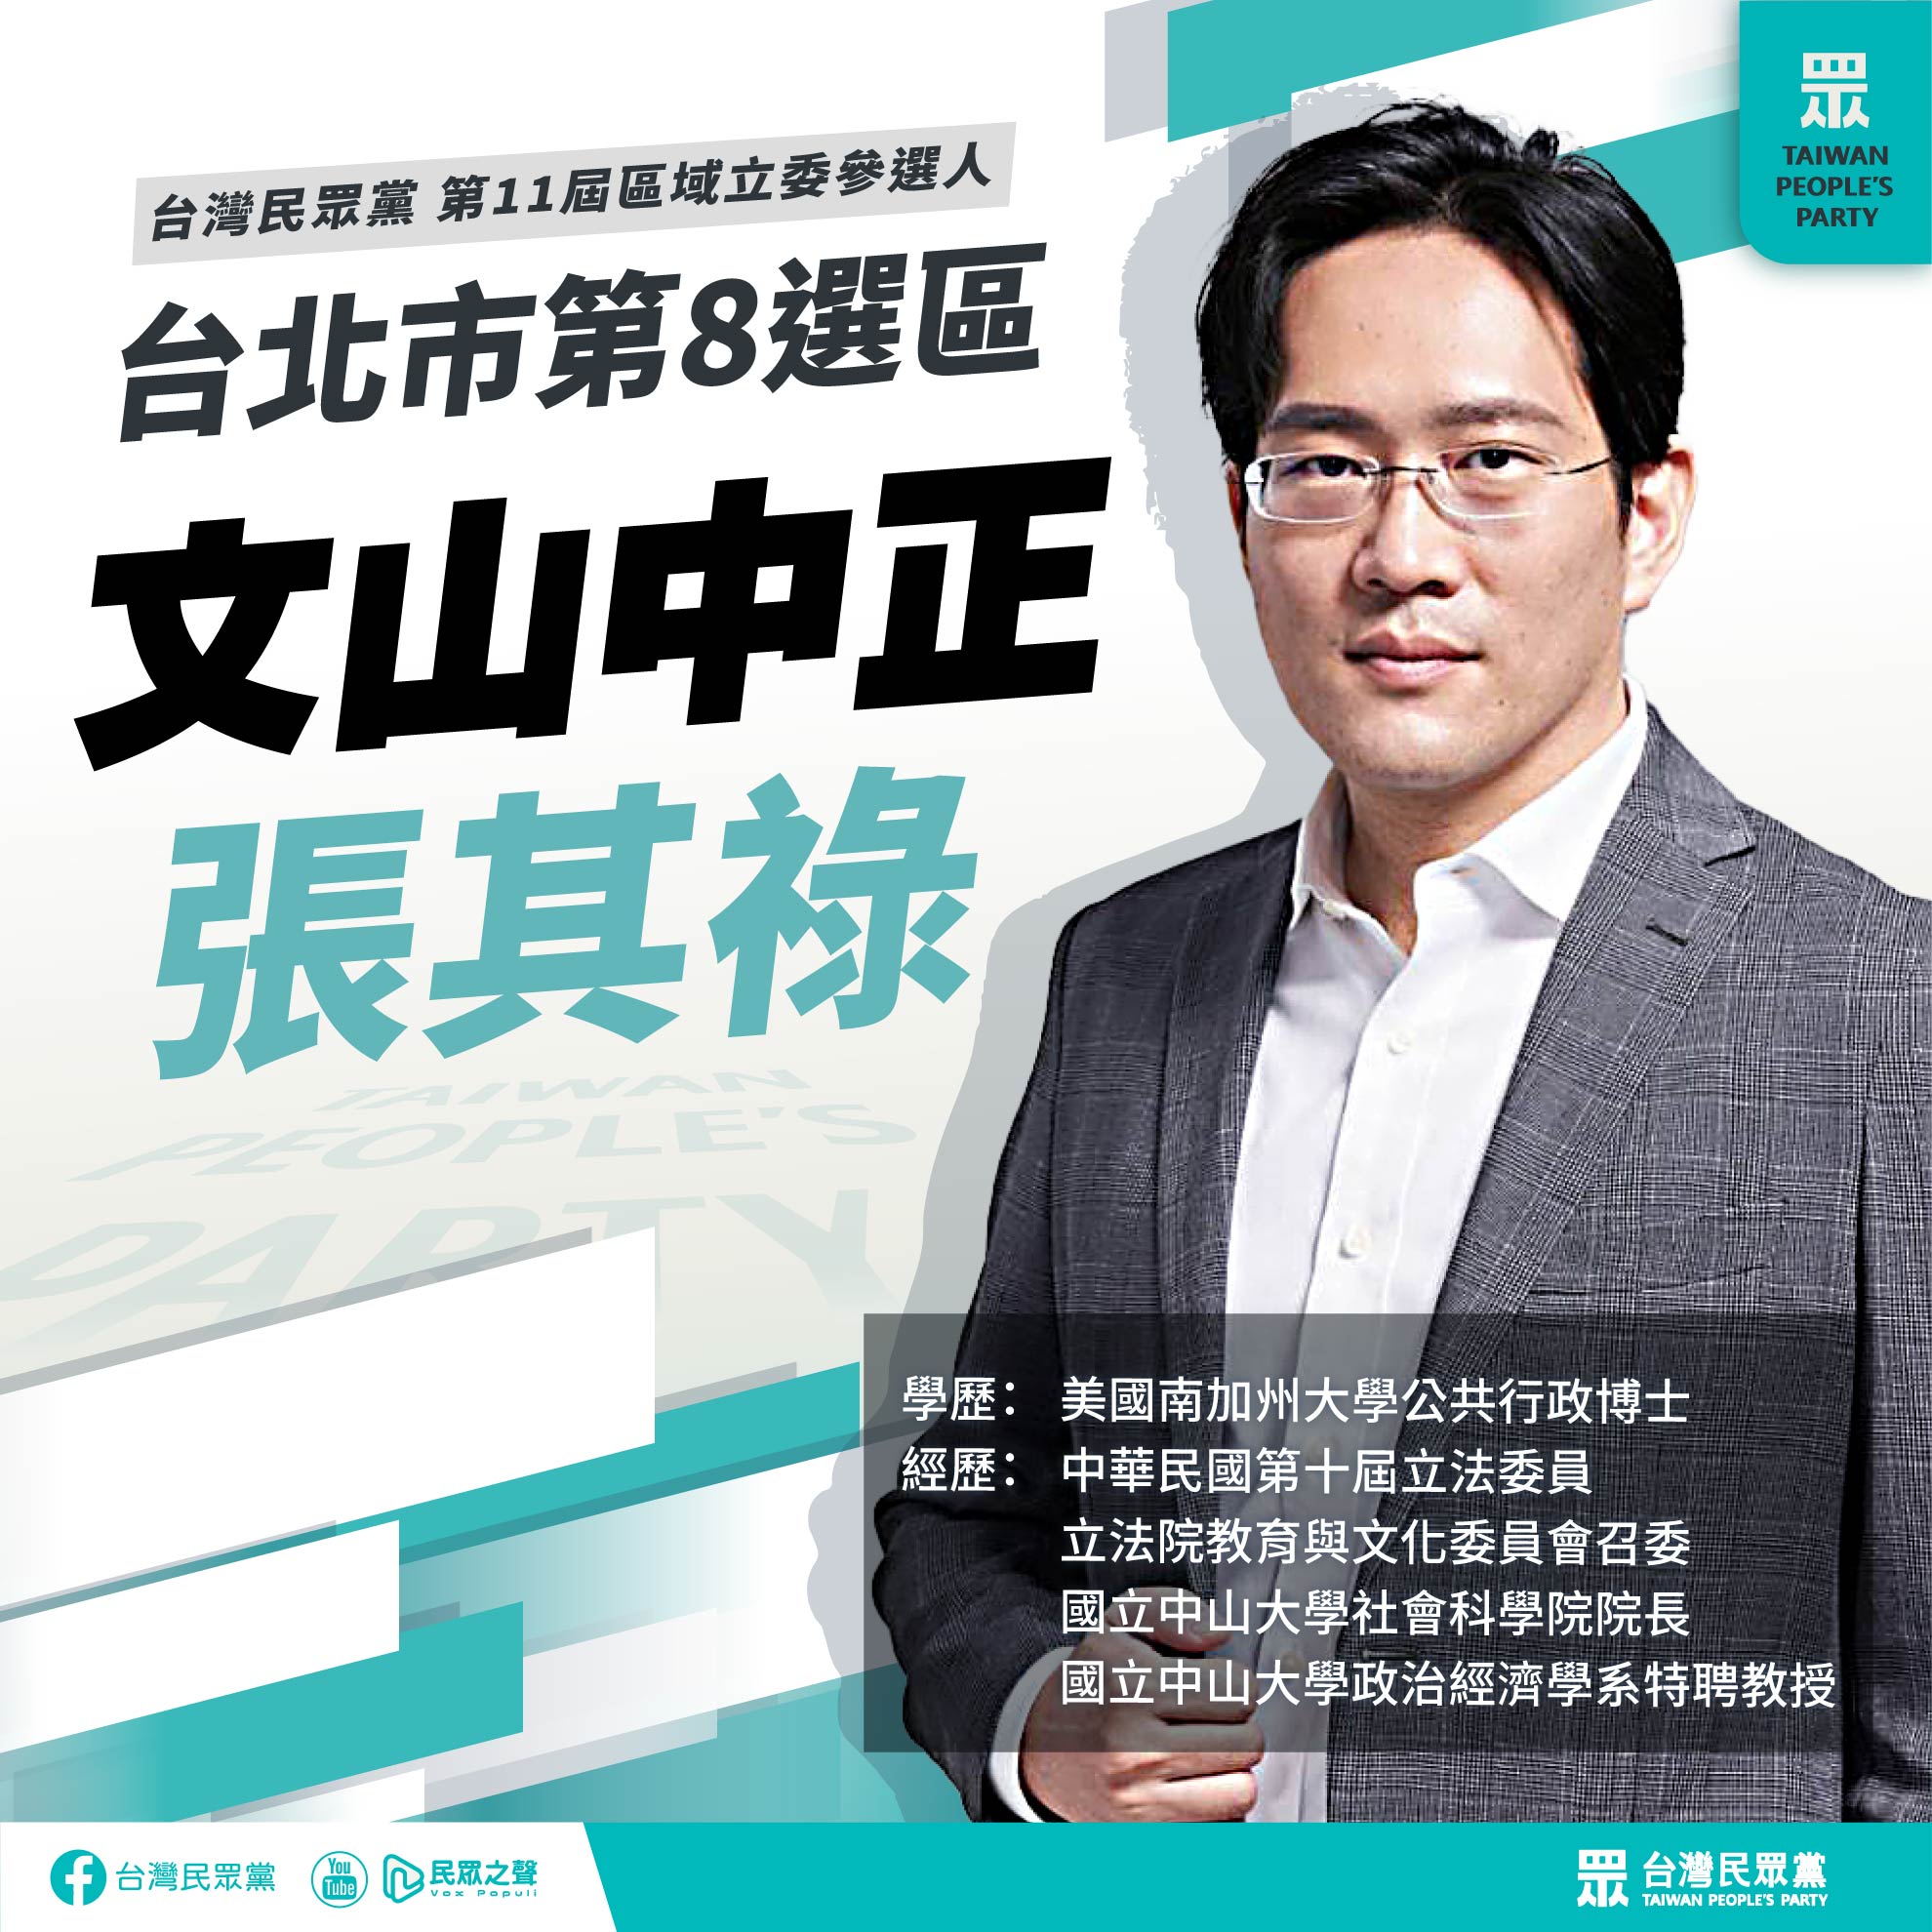 眾
TAIWAN
PEOPLE'S
PARTY
台灣民眾黨 第11屆區域立委參選人
台北市第8選區
文山中正
張其祿
TAIWAN
PEOPLE'S
PARTY
學歷： 美國南加州大學公共行政博士
經歷： 中華民國第十屆立法委員
立法院教育與文化委員會召委
國立中山大學社會科學院院長
國立中山大學政治經濟學系特聘教授
f 台灣民眾黨 You Tube 民眾之聲
Vox Populi
眾 台灣民眾黨
TAIWAN PEOPLE'S PARTY